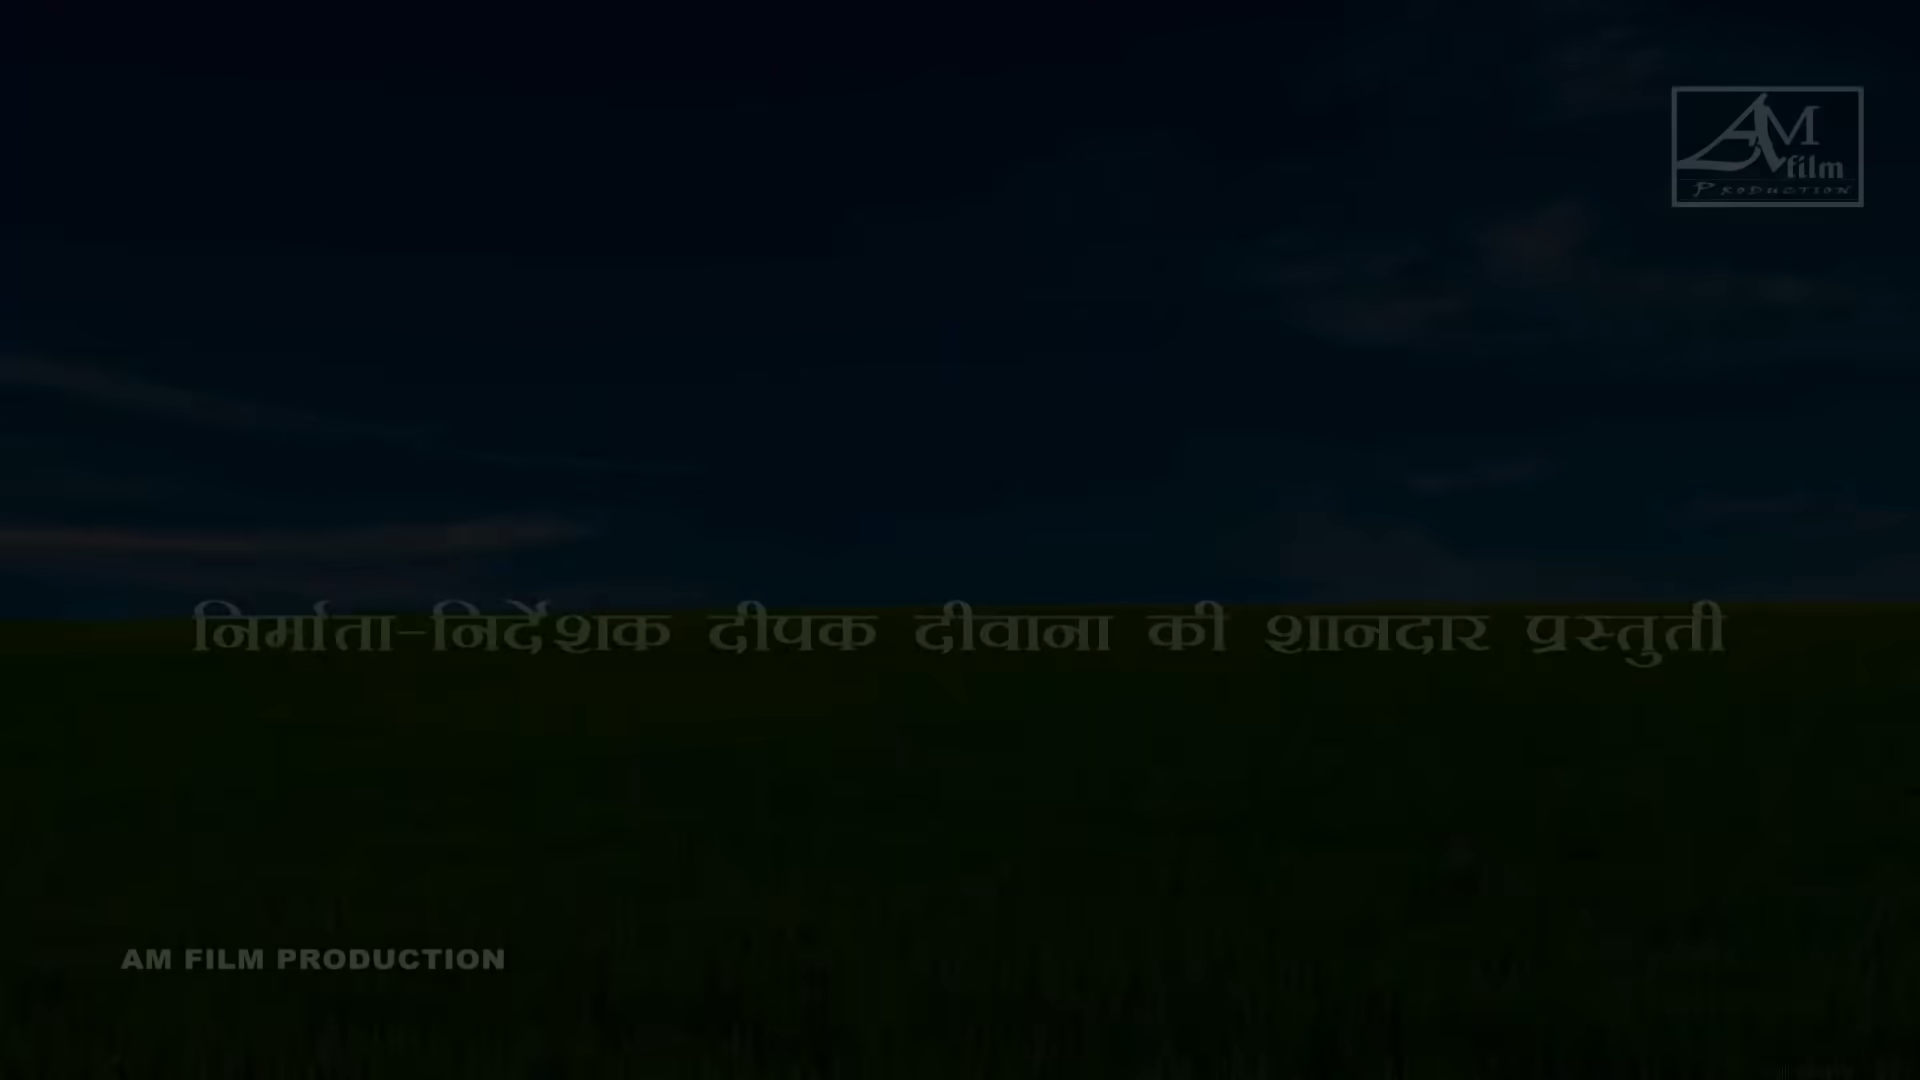 AM
film
PRODUCTION
निर्माता-निर्देशक दीपक दीवाना की शानदार प्रस्तुती
AM FILM PRODUCTION